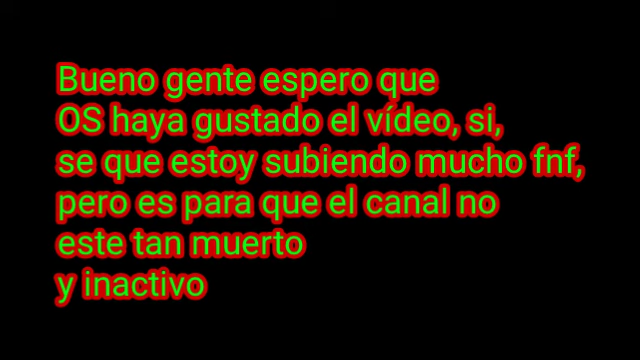 Bueno gente espero que
OS haya gustado el vídeo, si,
se que estoy subiendo mucho fnf,
pero es para que el canal no
este tan muerto
y inactivo